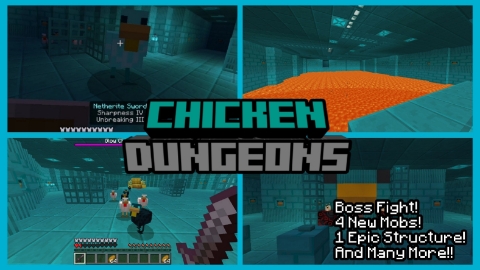 Netherite Sword
Sharpness IV
Unbreaking III
CHICKEN
DUNGEONS
Boss Fight!
4 New Mobs!
1 Epic Structure!
And Many More!!